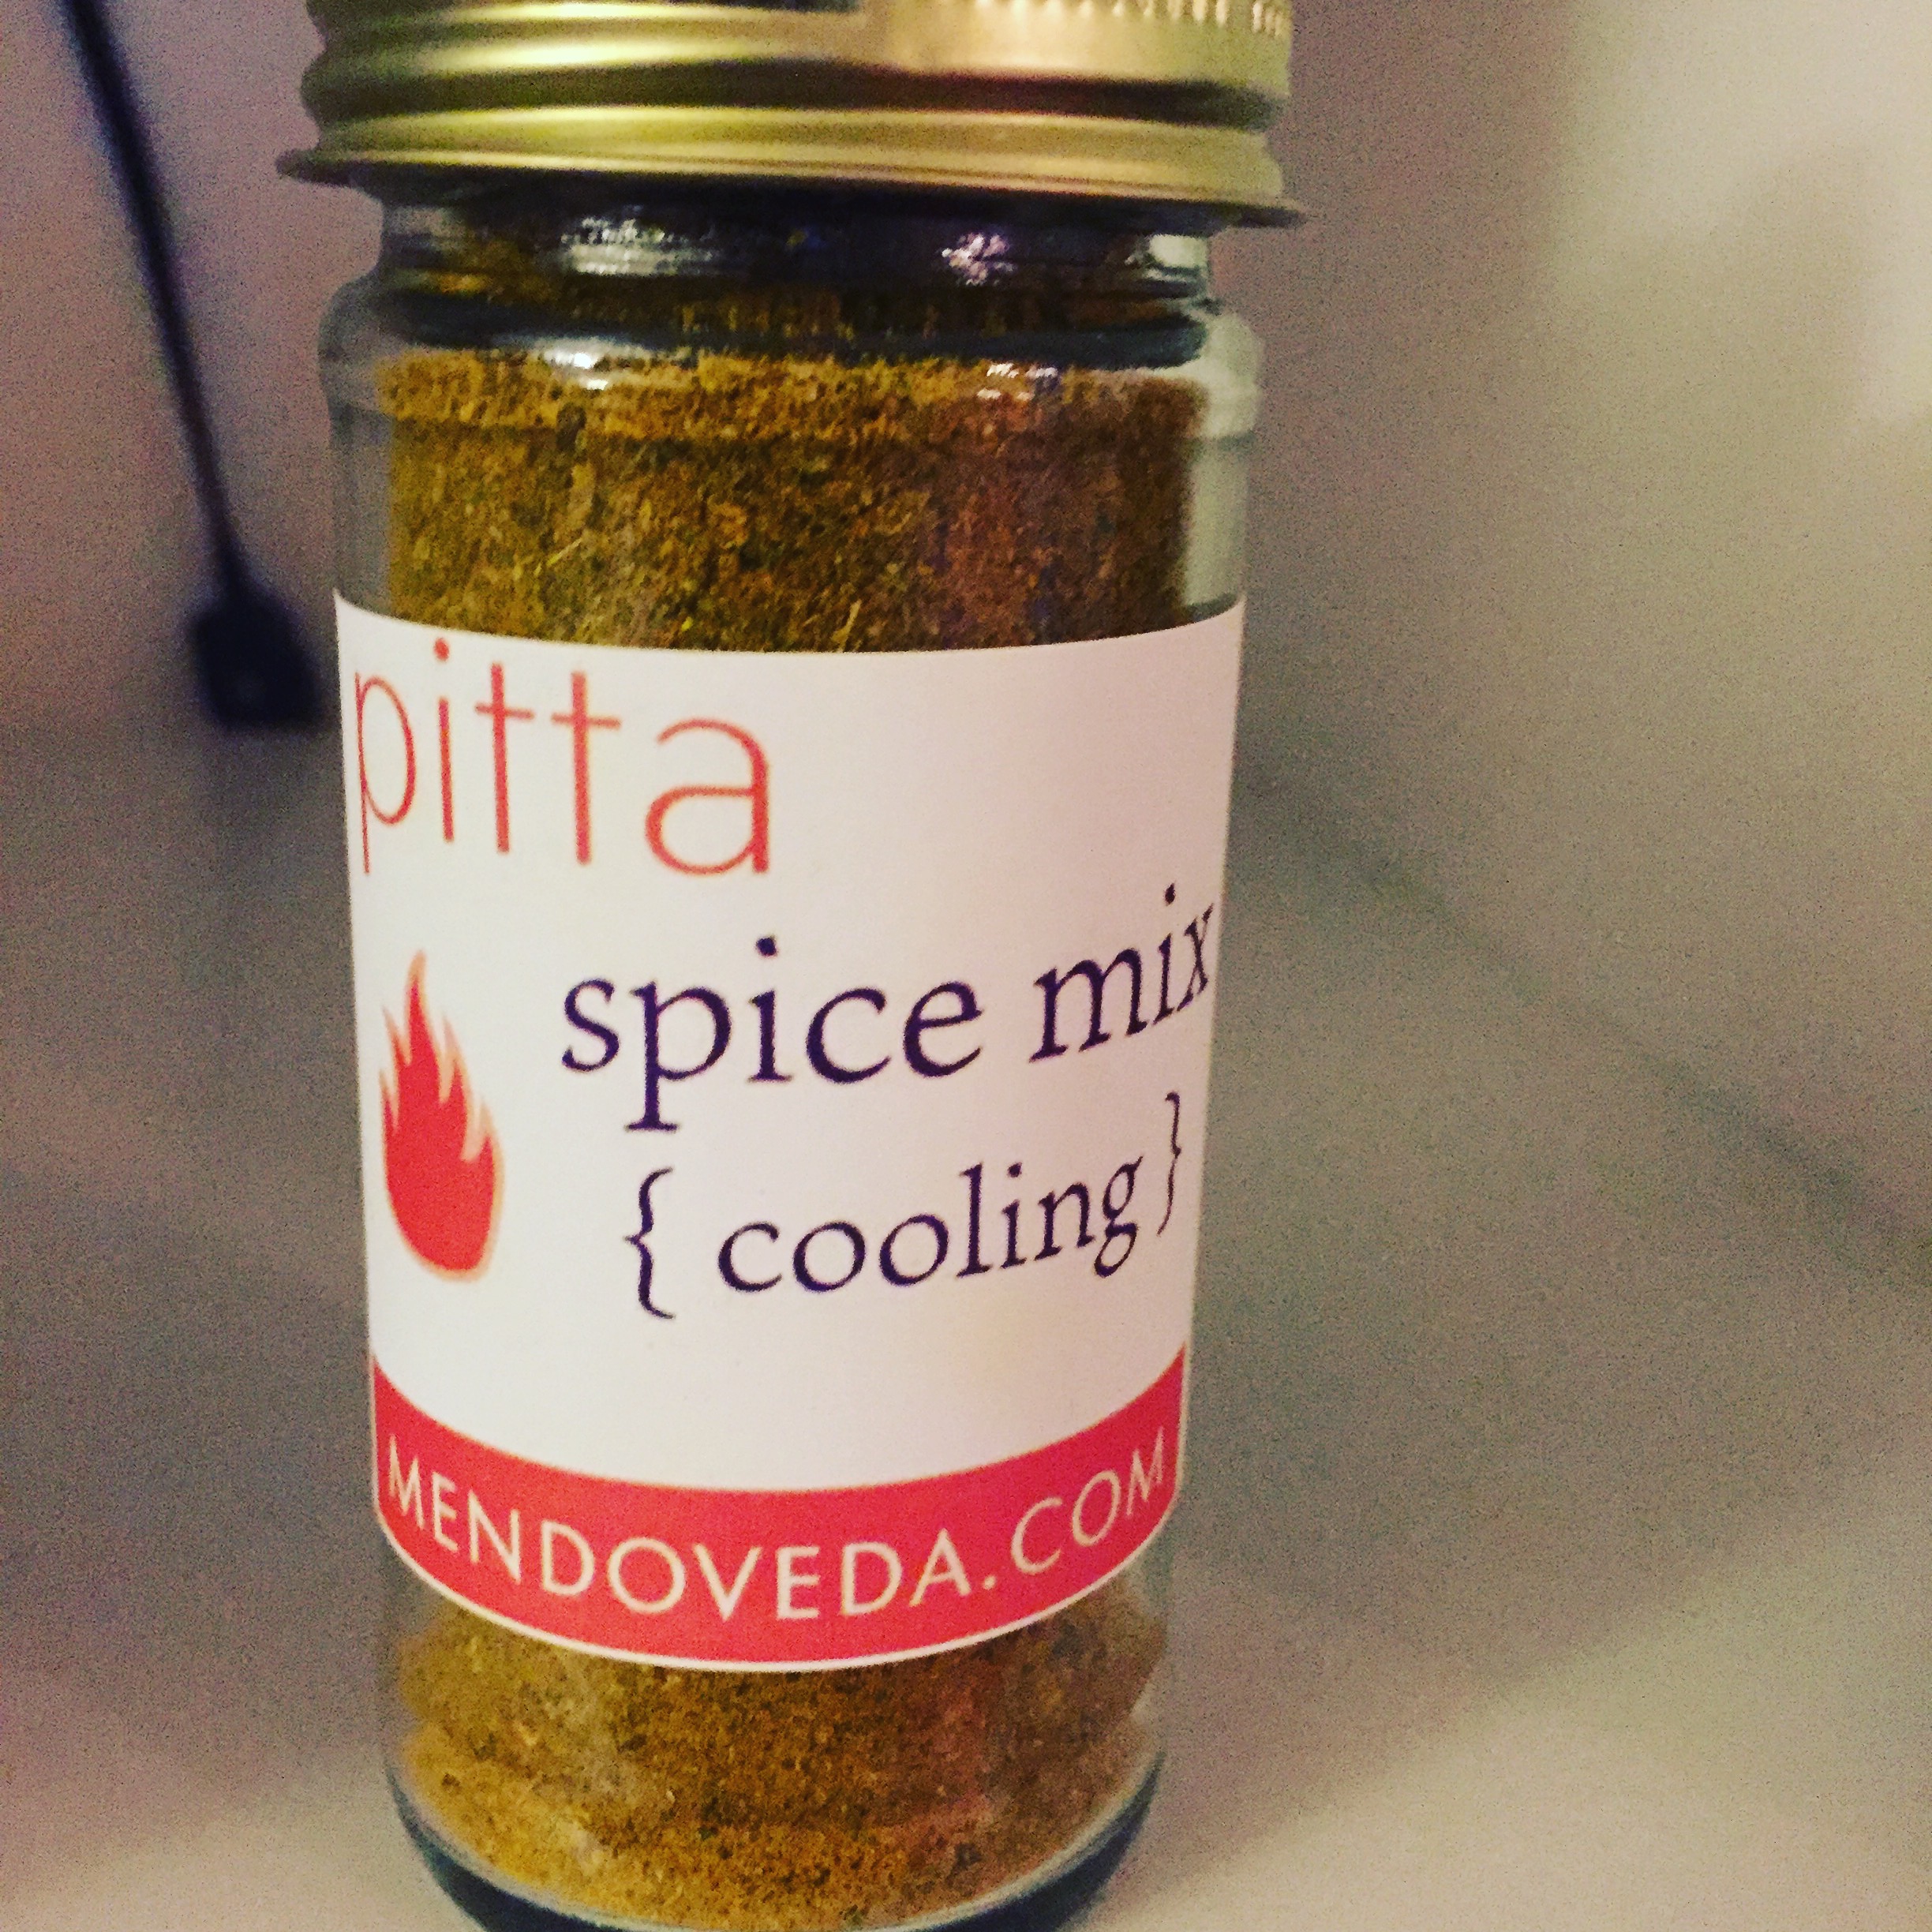 pitta
spice mix
{ cooling }
MENDOVEDA.COM